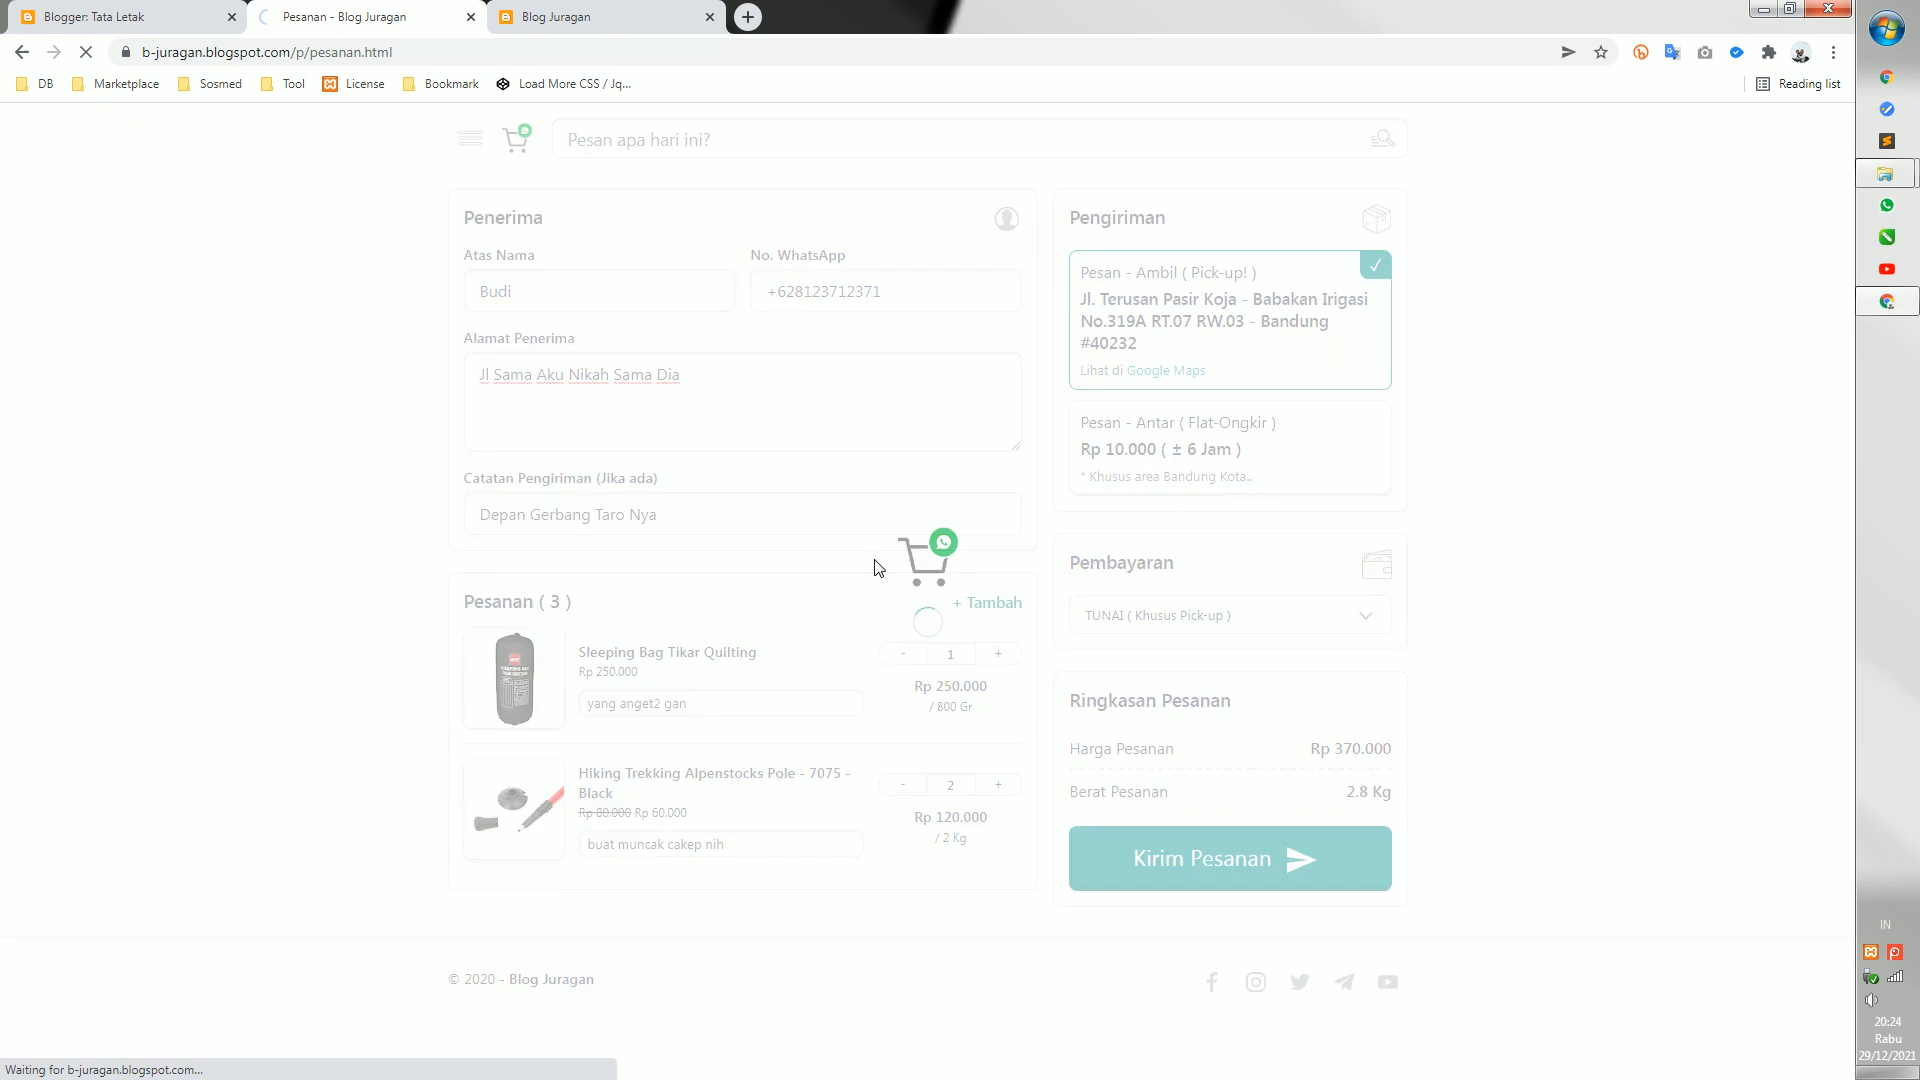 Blogger: Tata Letak
Pesanan - Blog Juragan
Blog Juragan
b-juragan.blogspot.com/p/pesanan.html
DB
Marketplace
Sosmed
Tool
License
Bookmark
Load More CSS / Jq...
Reading list
Pesan apa hari ini?
Penerima
Atas Nama
No. WhatsApp
Budi
+628123712371
Alamat Penerima
Jl Sama Aku Nikah Sama Dia
Catatan Pengiriman (Jika ada)
Depan Gerbang Taro Nya
Pesanan ( 3 )
+ Tambah
Sleeping Bag Tikar Quilting
Rp 250.000
yang anget2 gan
- 1 +
Rp 250.000
/ 800 Gr
Hiking Trekking Alpenstocks Pole - 7075 -
Black
Rp 80.000 Rp 60.000
buat muncak cakep nih
- 2 +
Rp 120.000
/ 2 Kg
Pengiriman
Pesan - Ambil ( Pick-up! )
Jl. Terusan Pasir Koja - Babakan Irigasi
No.319A RT.07 RW.03 - Bandung
#40232
Lihat di Google Maps
Pesan - Antar ( Flat-Ongkir )
Rp 10.000 ( ± 6 Jam )
* Khusus area Bandung Kota..
Pembayaran
TUNAI ( Khusus Pick-up )
Ringkasan Pesanan
Harga Pesanan Rp 370.000
Berat Pesanan 2.8 Kg
Kirim Pesanan
© 2020 - Blog Juragan
Waiting for b-juragan.blogspot.com...
IN
20:24
Rabu
29/12/2021